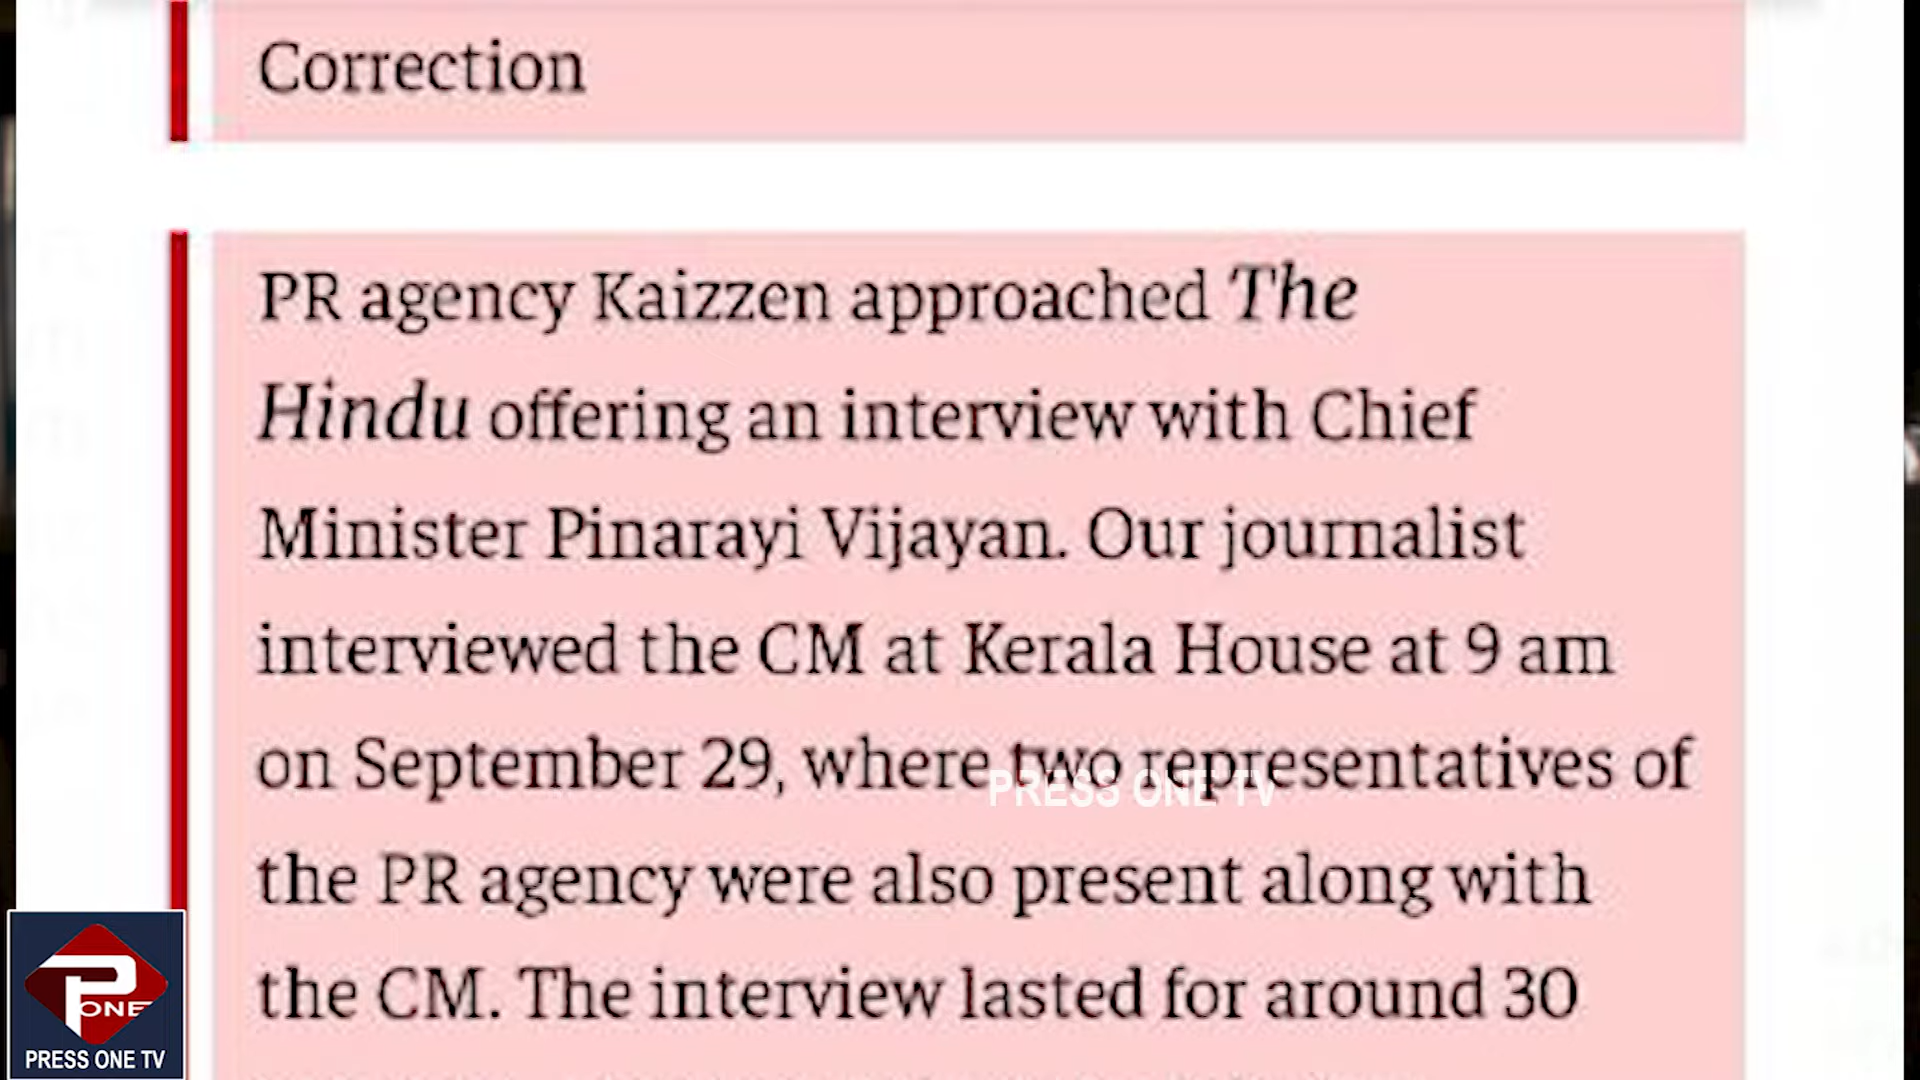 Correction
PR agency Kaizzen approached The
Hindu offering an interview with Chief
Minister Pinarayi Vijayan. Our journalist
interviewed the CM at Kerala House at 9 am
on September 29, where two representatives of
PRESS ONE TV
the PR agency were also present along with
the CM. The interview lasted for around 30
P ONE
PRESS ONE TV